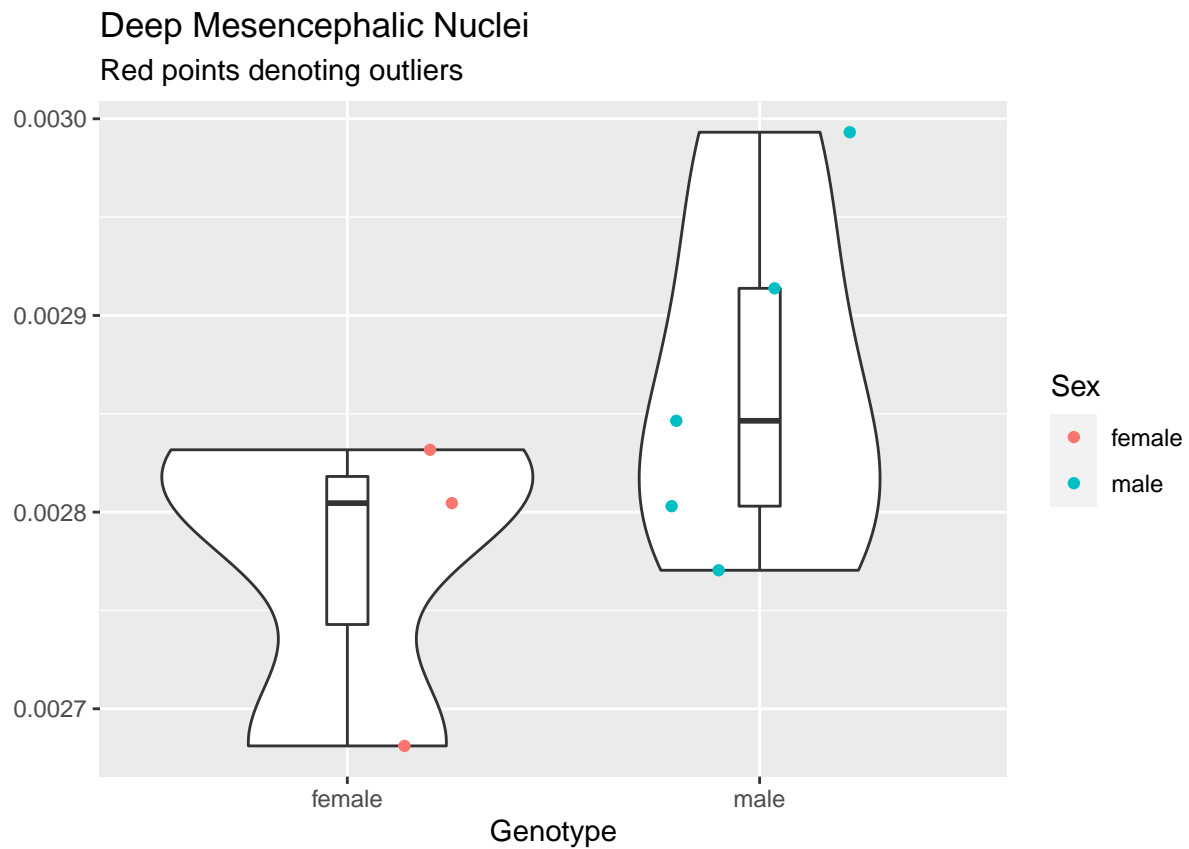 Deep Mesencephalic Nuclei
Red points denoting outliers
0.0030
0.0029
0.0028
0.0027
female
male
Genotype
Sex
female
male